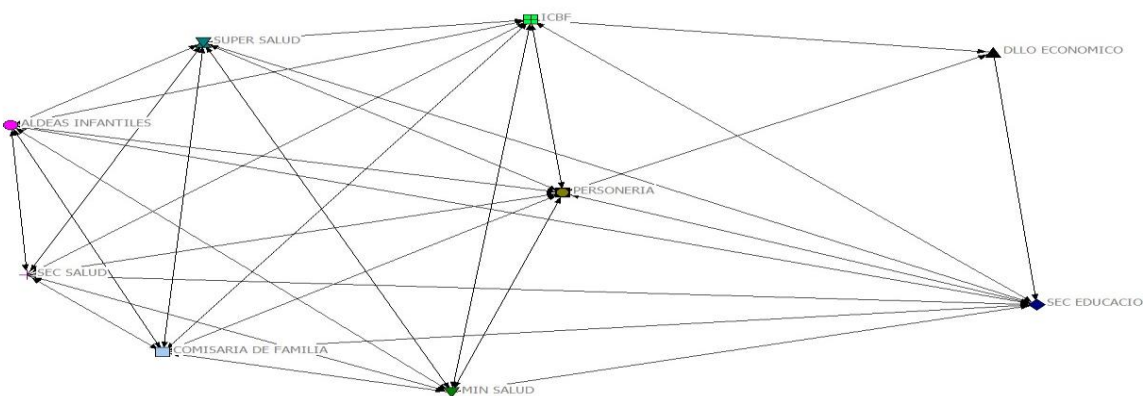 ICBF
SUPER SALUD
DLLO ECONOMICO
ALDEAS INFANTILES
PERSONERIA
SEC SALUD
SEC EDUCACIO
COMISARIA DE FAMILIA
MIN SALUD